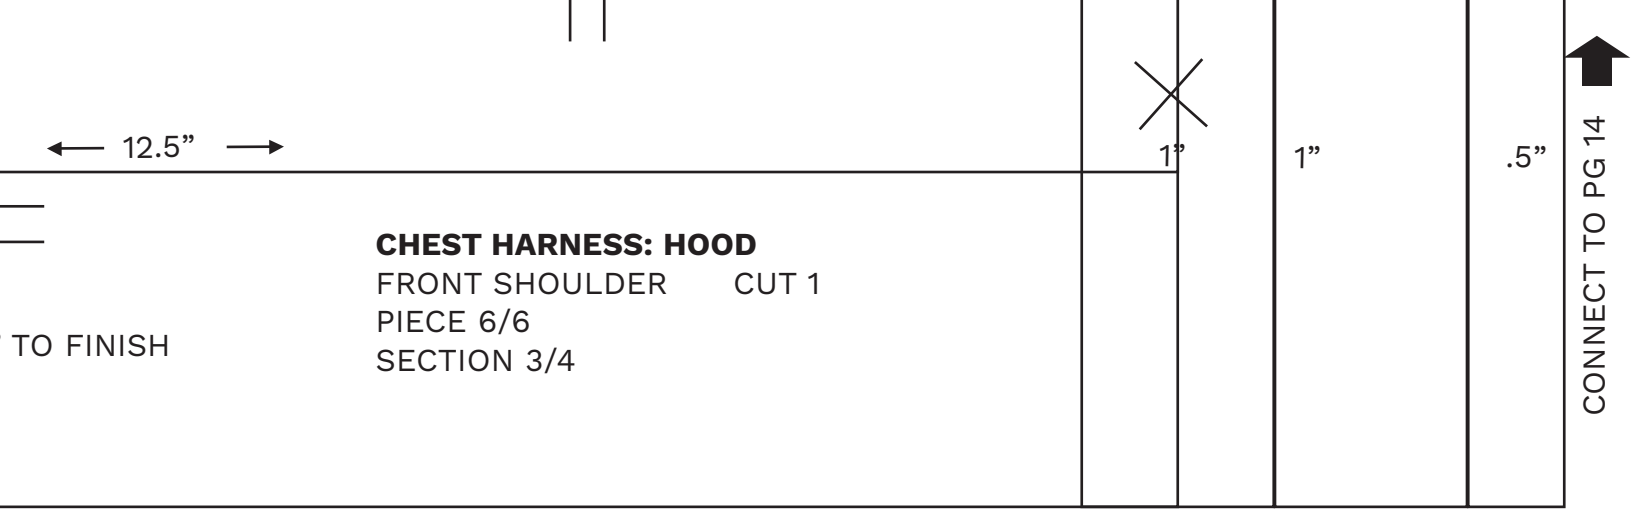 12.5”
1”
1”
.5”
CONNECT TO PG 14
CHEST HARNESS: HOOD
FRONT SHOULDER CUT 1
PIECE 6/6
SECTION 3/4
” TO FINISH